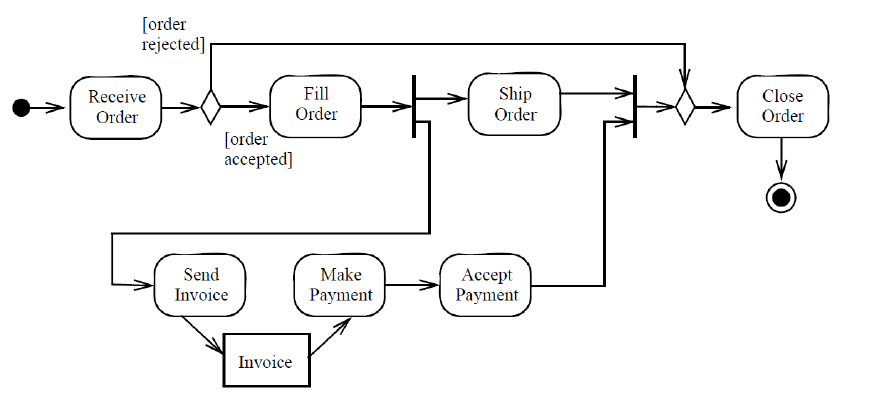 [order
rejected]
Receive
Order
Fill
Order
Ship
Order
Close
Order
[order
accepted]
Send
Invoice
Make
Payment
Accept
Payment
Invoice